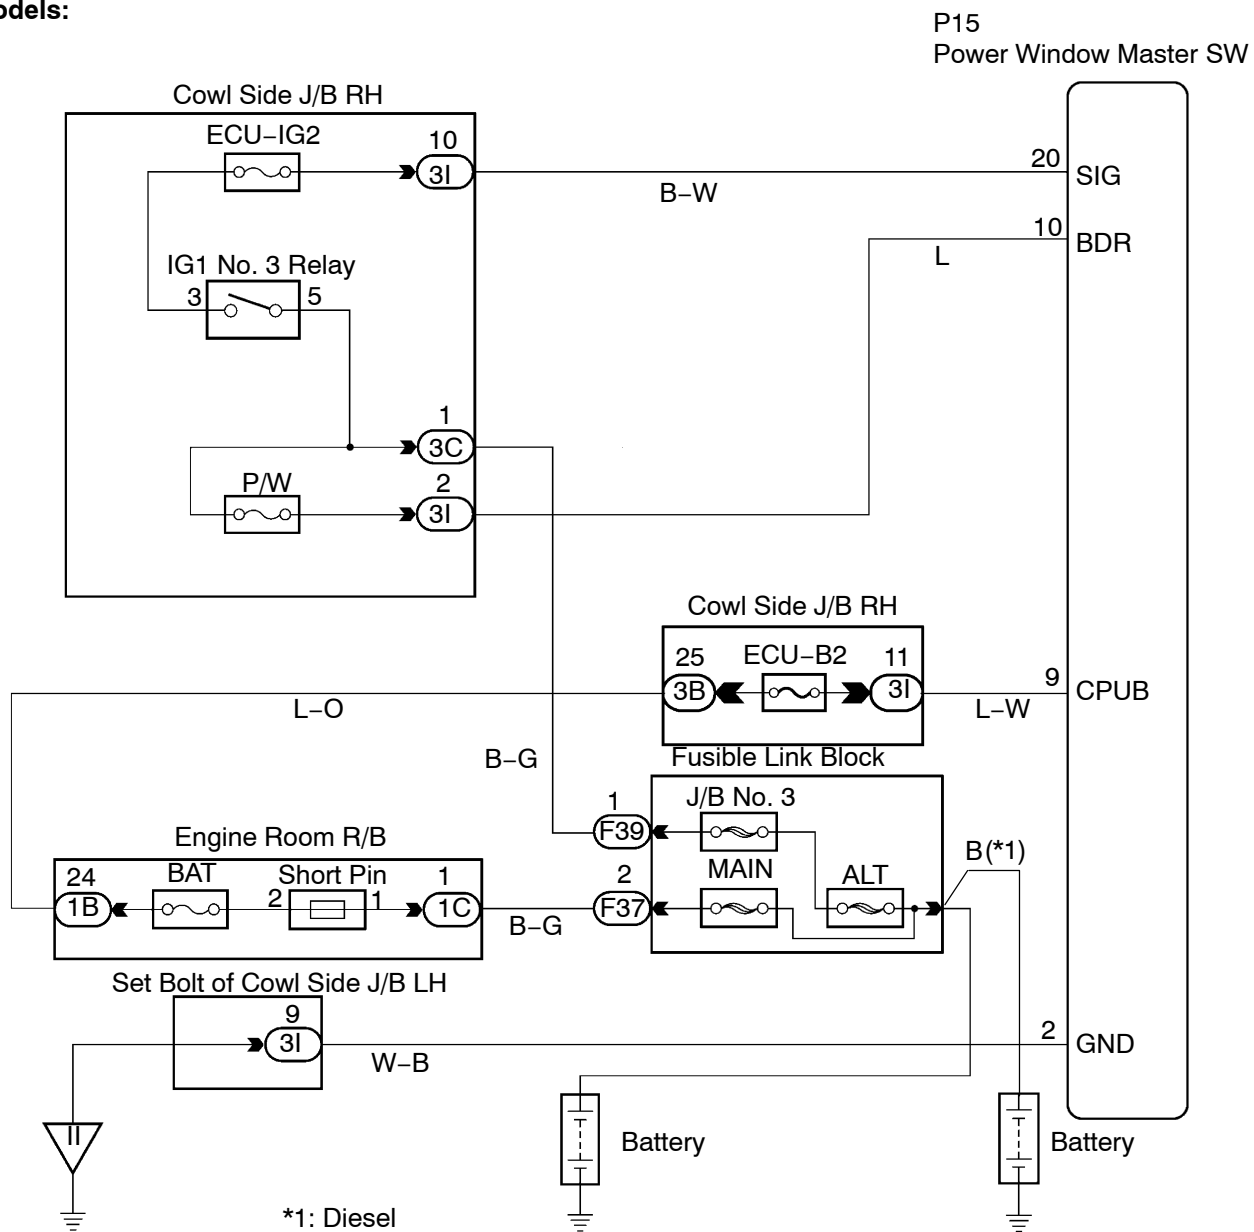 odels:
P15
Power Window Master SW
Cowl Side J/B RH
ECU–IG2
10
3I
B–W
20
SIG
10
BDR
L
IG1 No. 3 Relay
3
5
1
3C
P/W
2
3I
Cowl Side J/B RH
25
ECU–B2
11
3B
3I
9
CPUB
L–O
L–W
B–G
Fusible Link Block
1
J/B No. 3
F39
Engine Room R/B
B(*1)
24
BAT
Short Pin
1
2
MAIN
ALT
1B
2
1
1C
F37
B–G
Set Bolt of Cowl Side J/B LH
9
3I
W–B
2
GND
II
Battery
Battery
*1: Diesel